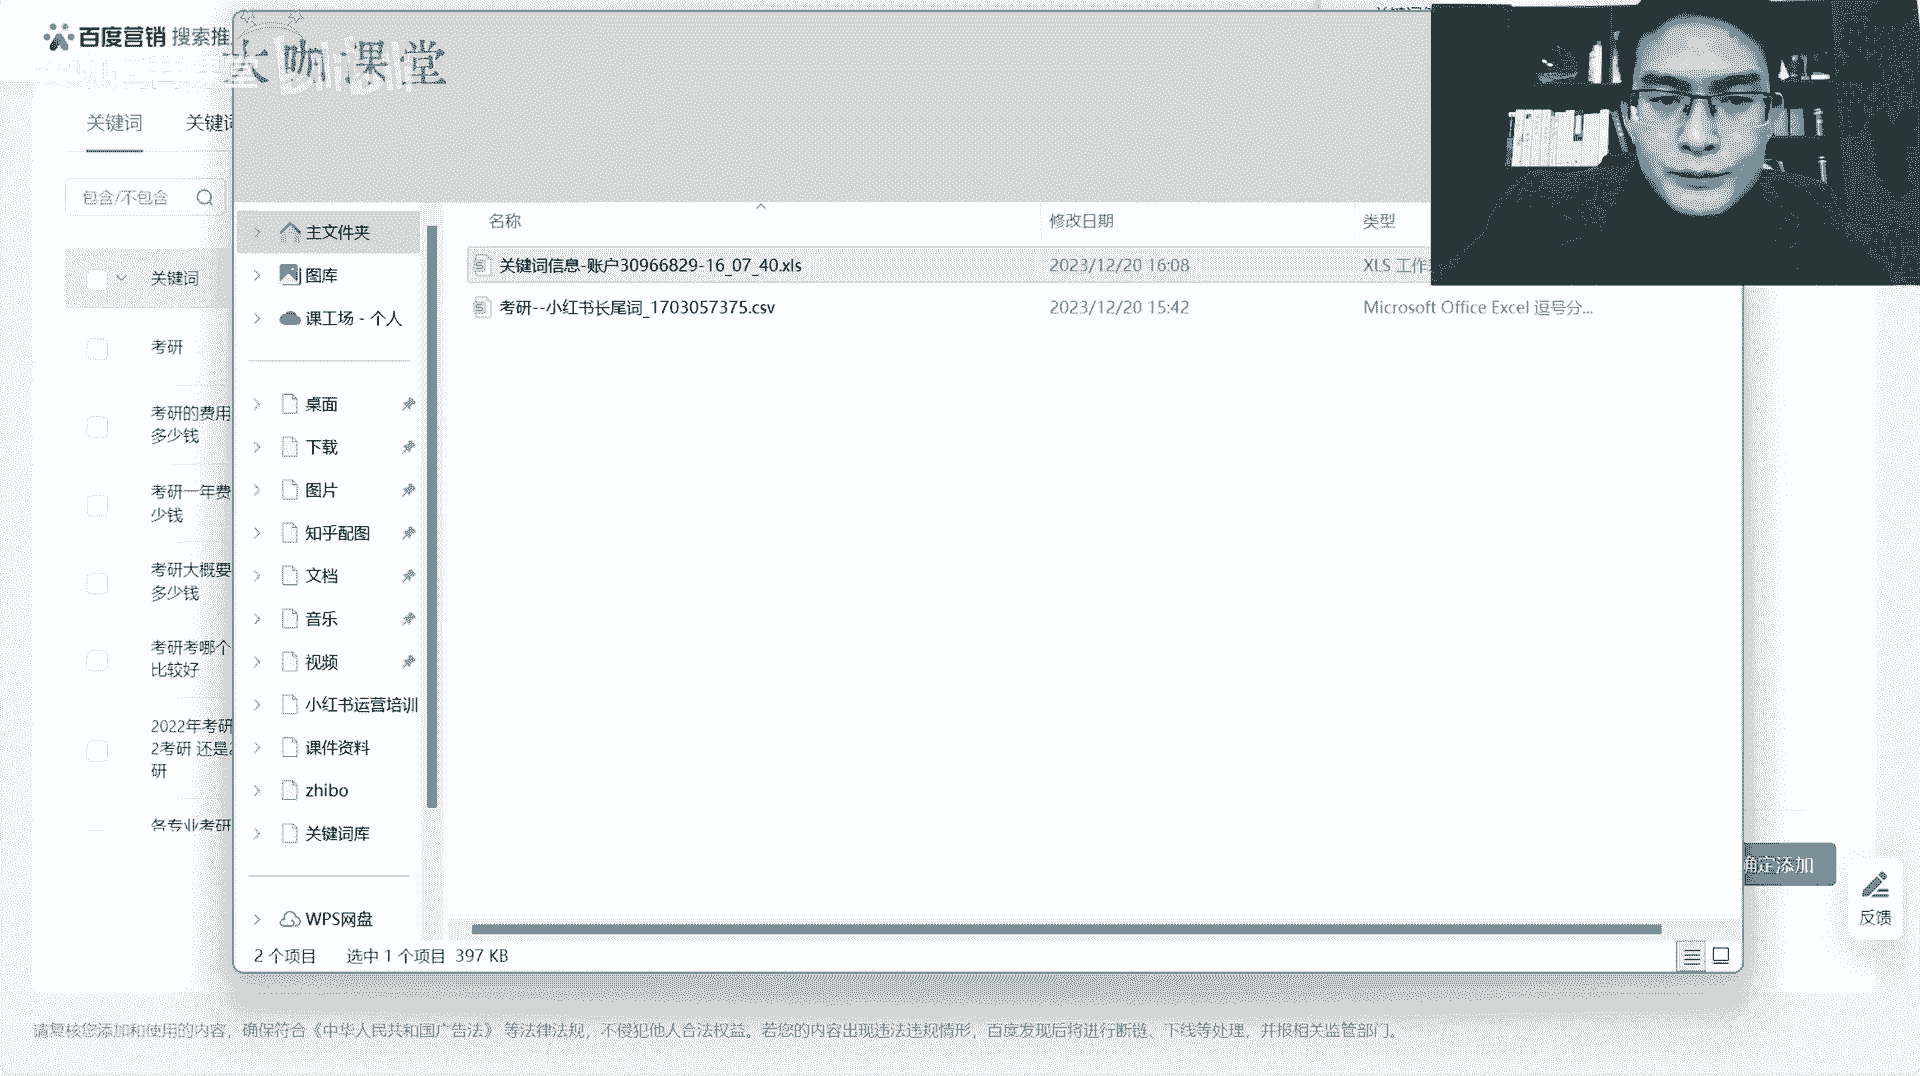 百度营销 搜索推
大咖课堂
bilibili
关键词 关键词
包含/不包含
关键词
考研
考研的费用
多少钱
考研一年费
少钱
考研大概要
多少钱
考研考哪个
比较好
2022年考研
2考研 还是2
研
各专业考研
主文件夹
图库
课工场 - 个人
桌面
下载
图片
知乎配图
文档
音乐
视频
小红书运营培训
课件资料
zhibo
关键词库
WPS网盘
名称 修改日期 类型
关键词信息-账户30966829-16_07_40.xls 2023/12/20 16:08 XLS 工作
考研--小红书长尾词_1703057375.csv 2023/12/20 15:42 Microsoft Office Excel 逗号分...
2 个项目 选中 1 个项目 397 KB
确定添加
反馈
请复核您添加和使用的内容，确保符合《中华人民共和国广告法》 等法律法规，不侵犯他人合法权益。若您的内容出现违法违规情形，百度发现后将进行断链、下线等处理，并报相关监管部门。